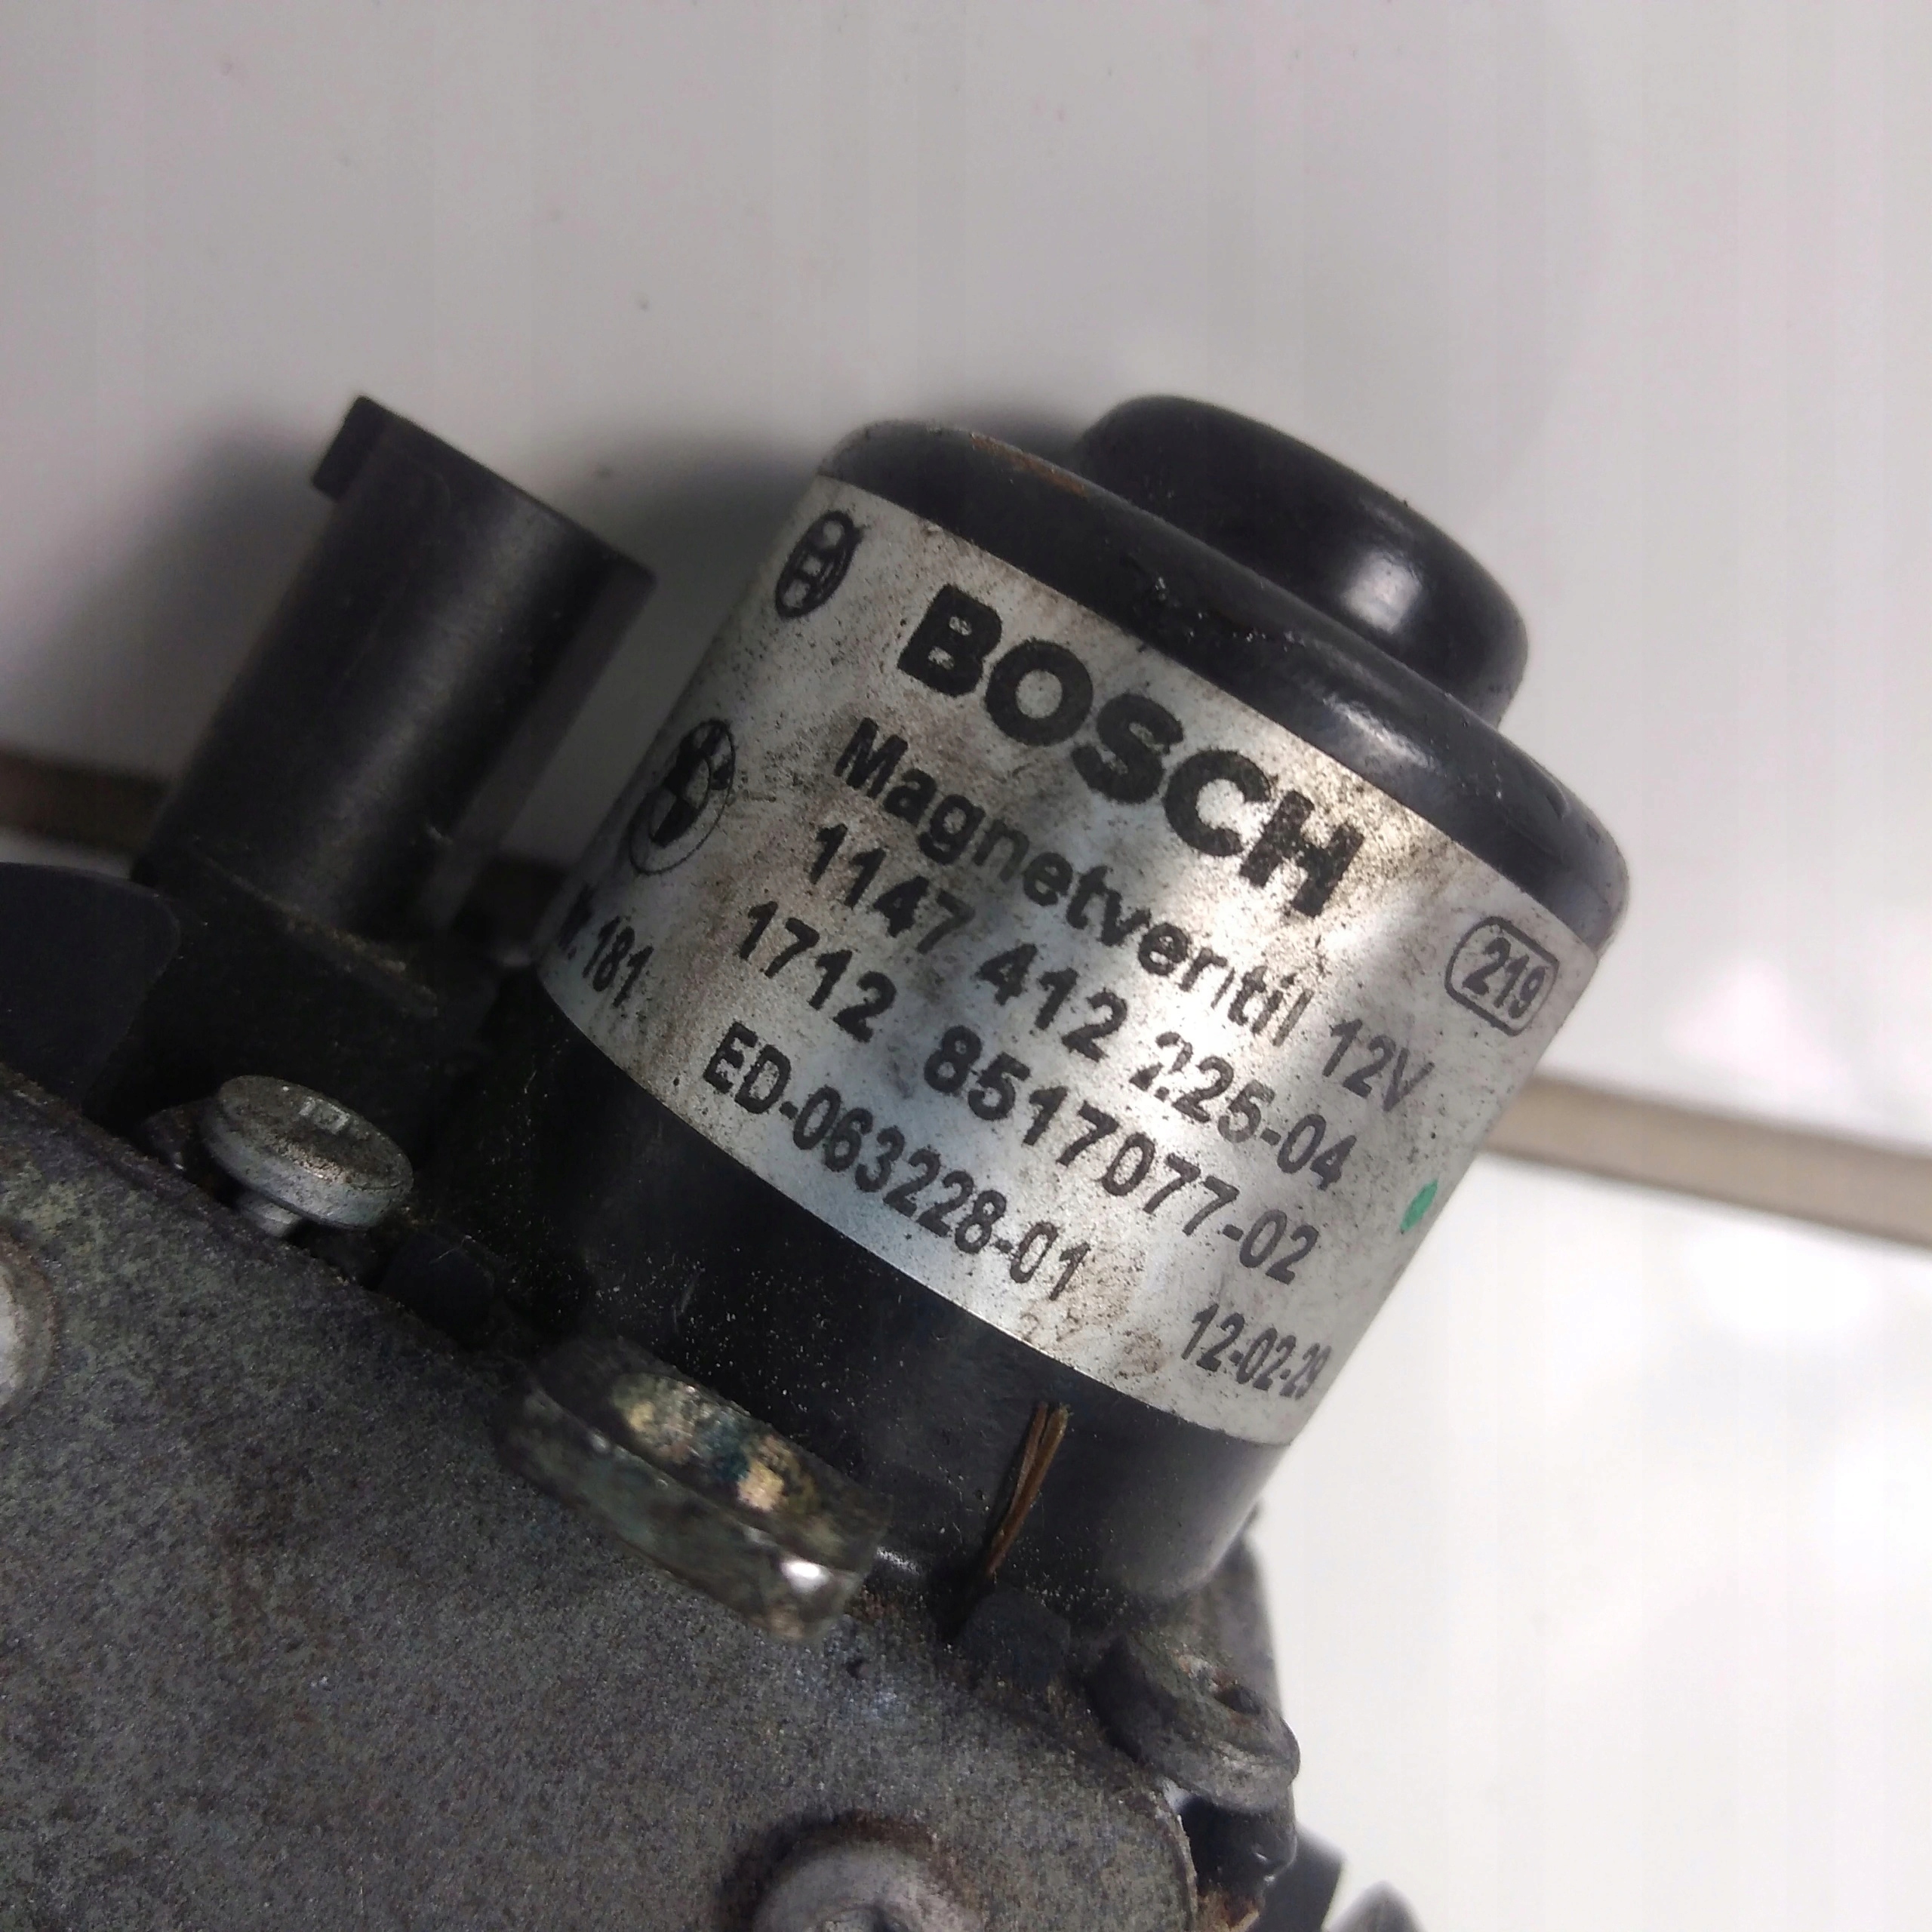 BOSCH
Magnetventil 12V
219
1147 412 225-04
1712 8517077-02
181
ED-063228-01
12-02-29